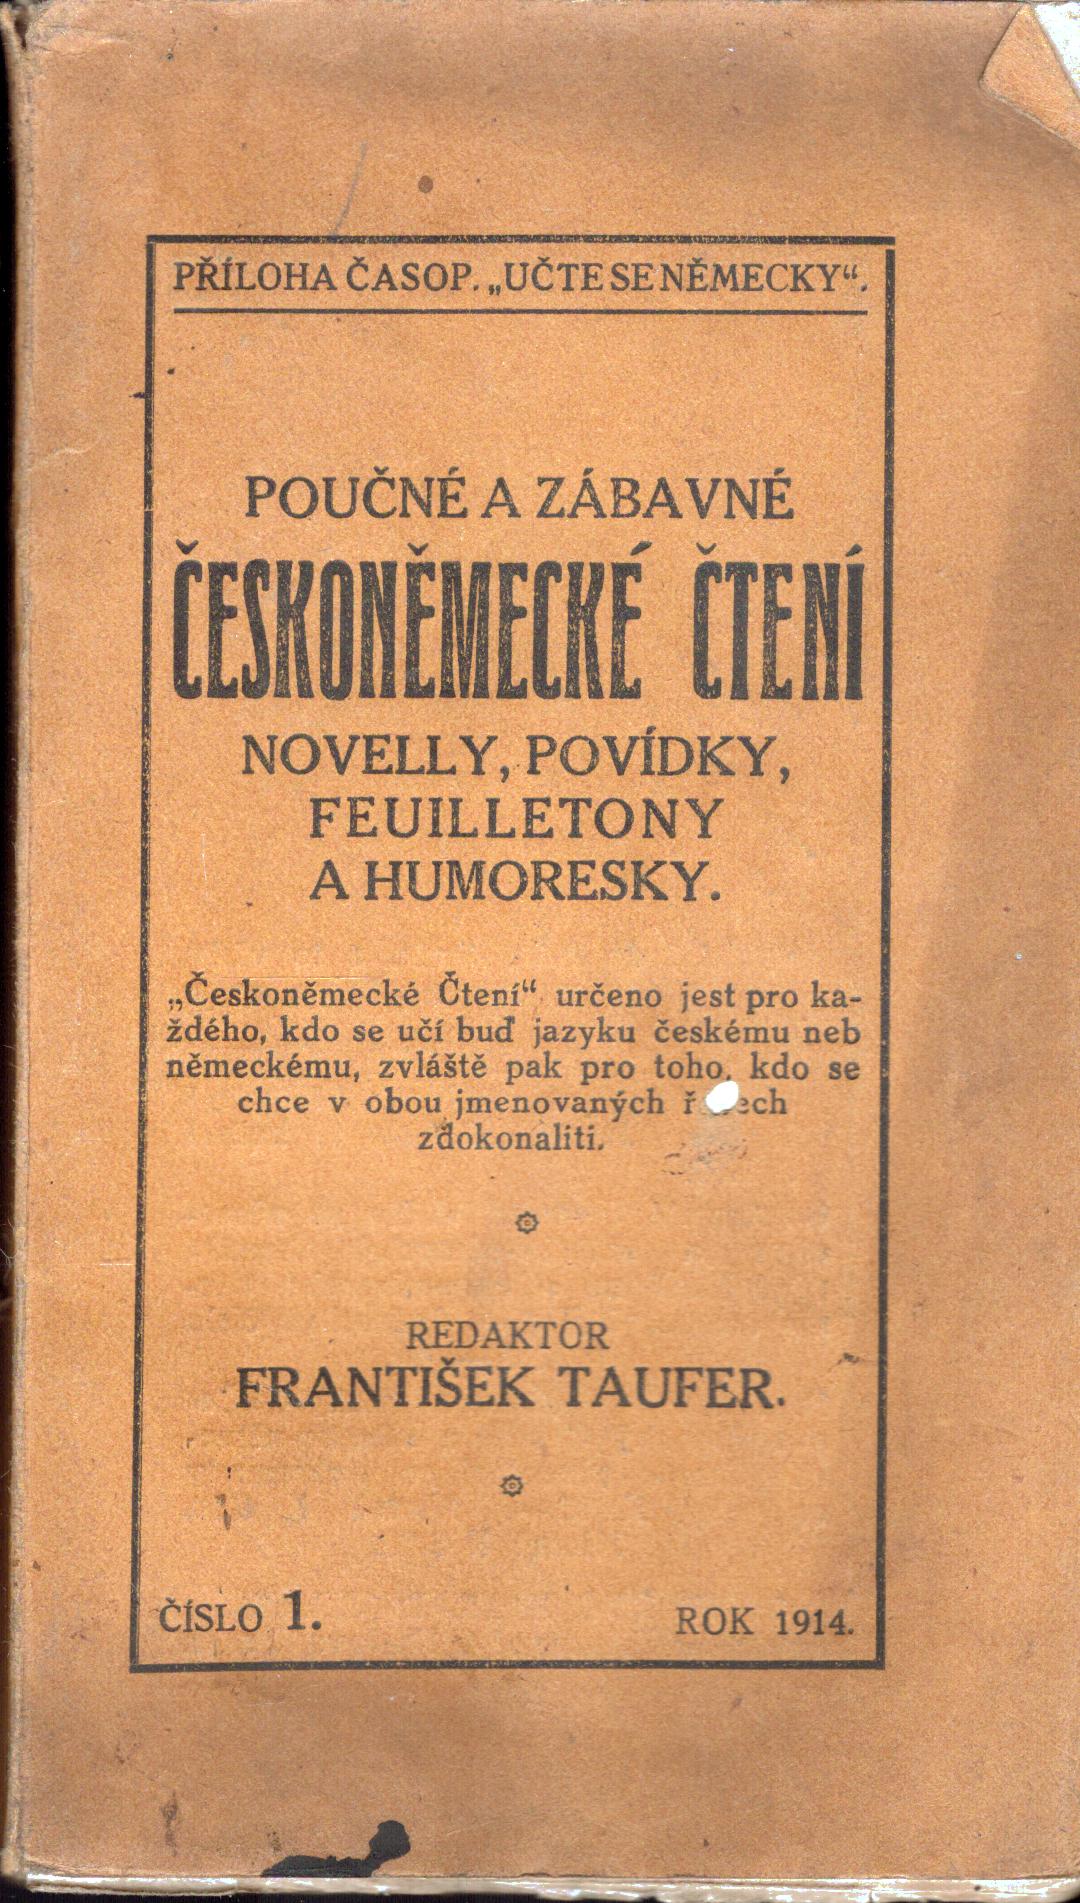 PŘÍLOHA ČASOP. „UČTE SE NĚMECKY“.
POUČNÉ A ZÁBAVNÉ
ČESKONĚMECKÉ ČTENÍ
NOVELLY, POVÍDKY,
FEUILLETONY
A HUMORESKY.
„Českoněmecké Čtení“ určeno jest pro ka-
ždého, kdo se učí buď jazyku českému neb
německému, zvláště pak pro toho, kdo se
chce v obou jmenovaných
zdokonaliti.
REDAKTOR
FRANTIŠEK TAUFER.
ČÍSLO 1.
ROK 1914.